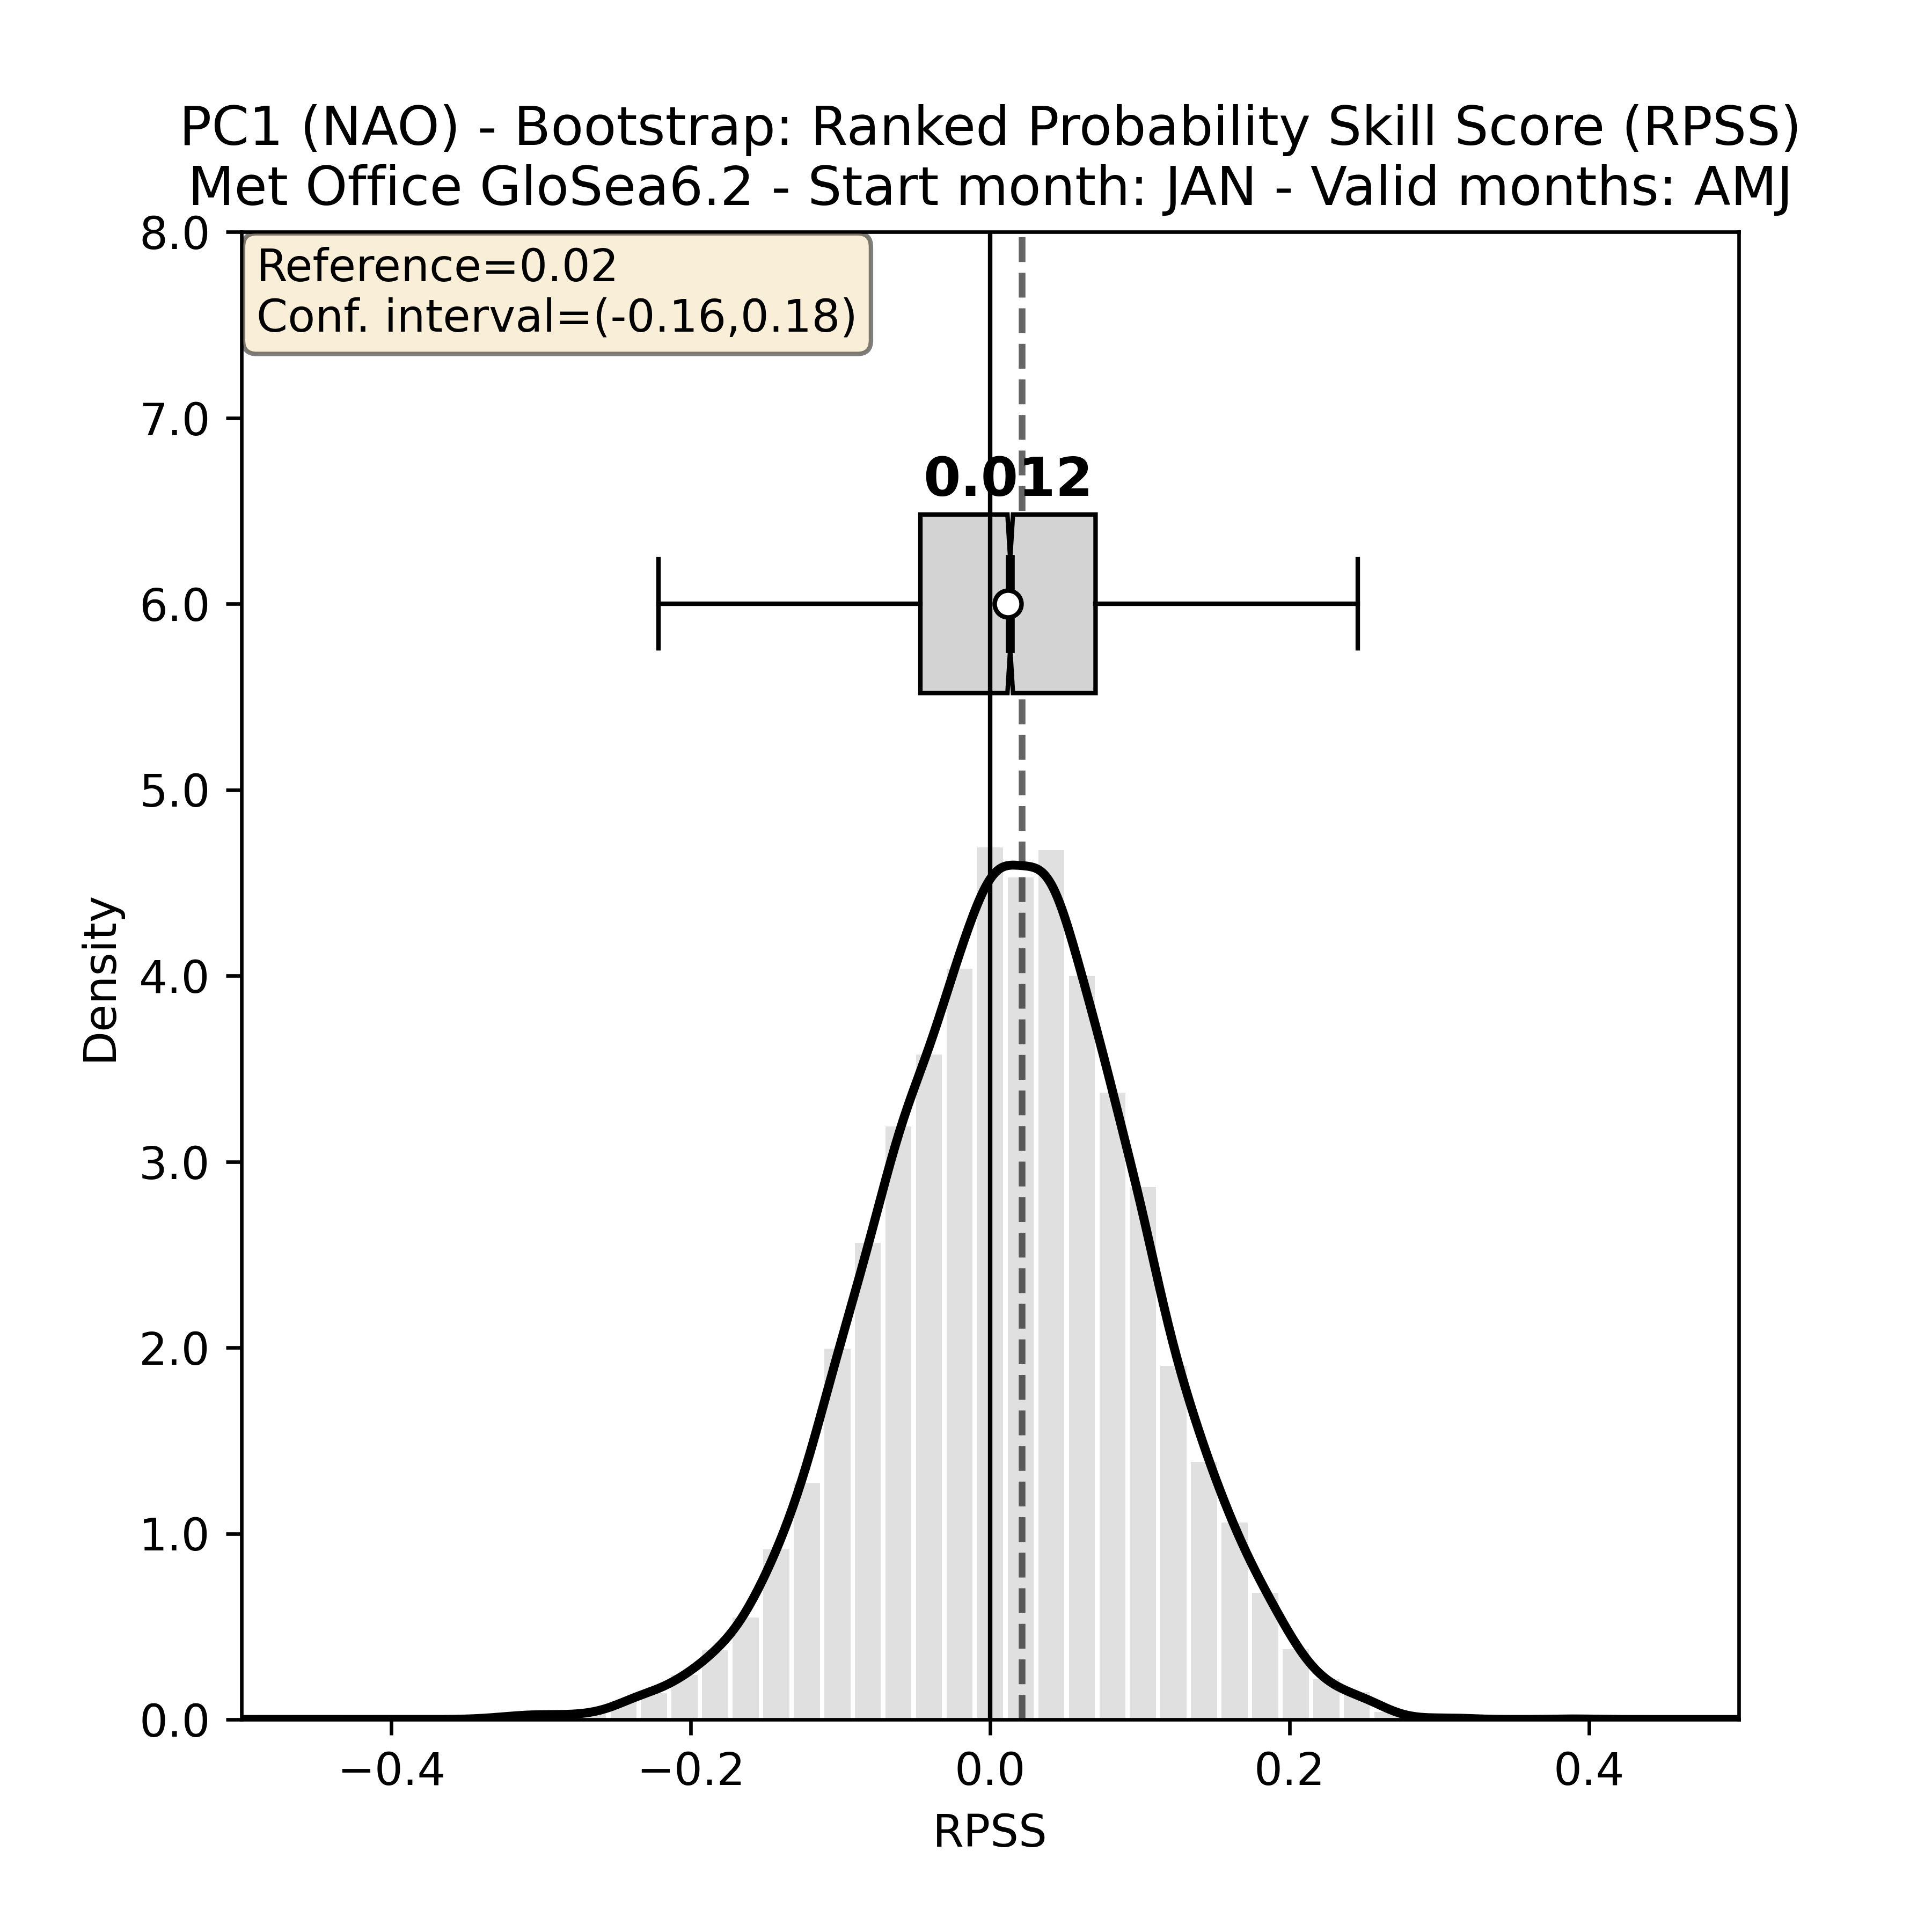 PC1 (NAO) - Bootstrap: Ranked Probability Skill Score (RPSS)
Met Office GloSea6.2 - Start month: JAN - Valid months: AMJ
Reference=0.02
Conf. interval=(-0.16,0.18)
0.012
8.0
7.0
6.0
5.0
4.0
3.0
2.0
1.0
0.0
Density
−0.4 −0.2 0.0 0.2 0.4
RPSS